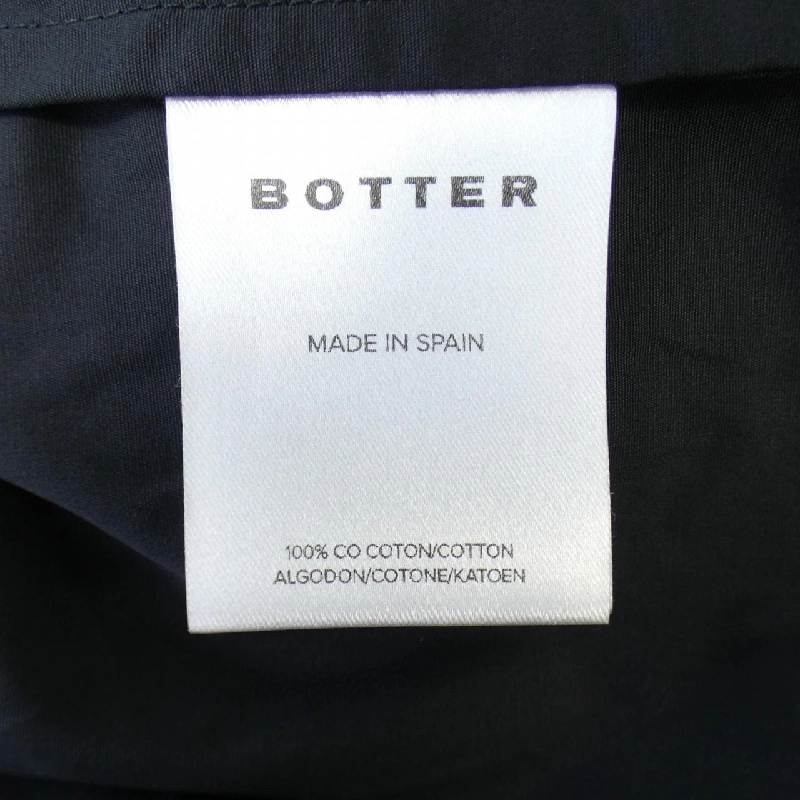 BOTTER
MADE IN SPAIN
100% CO COTON/COTTON
ALGODON/COTONE/KATOEN